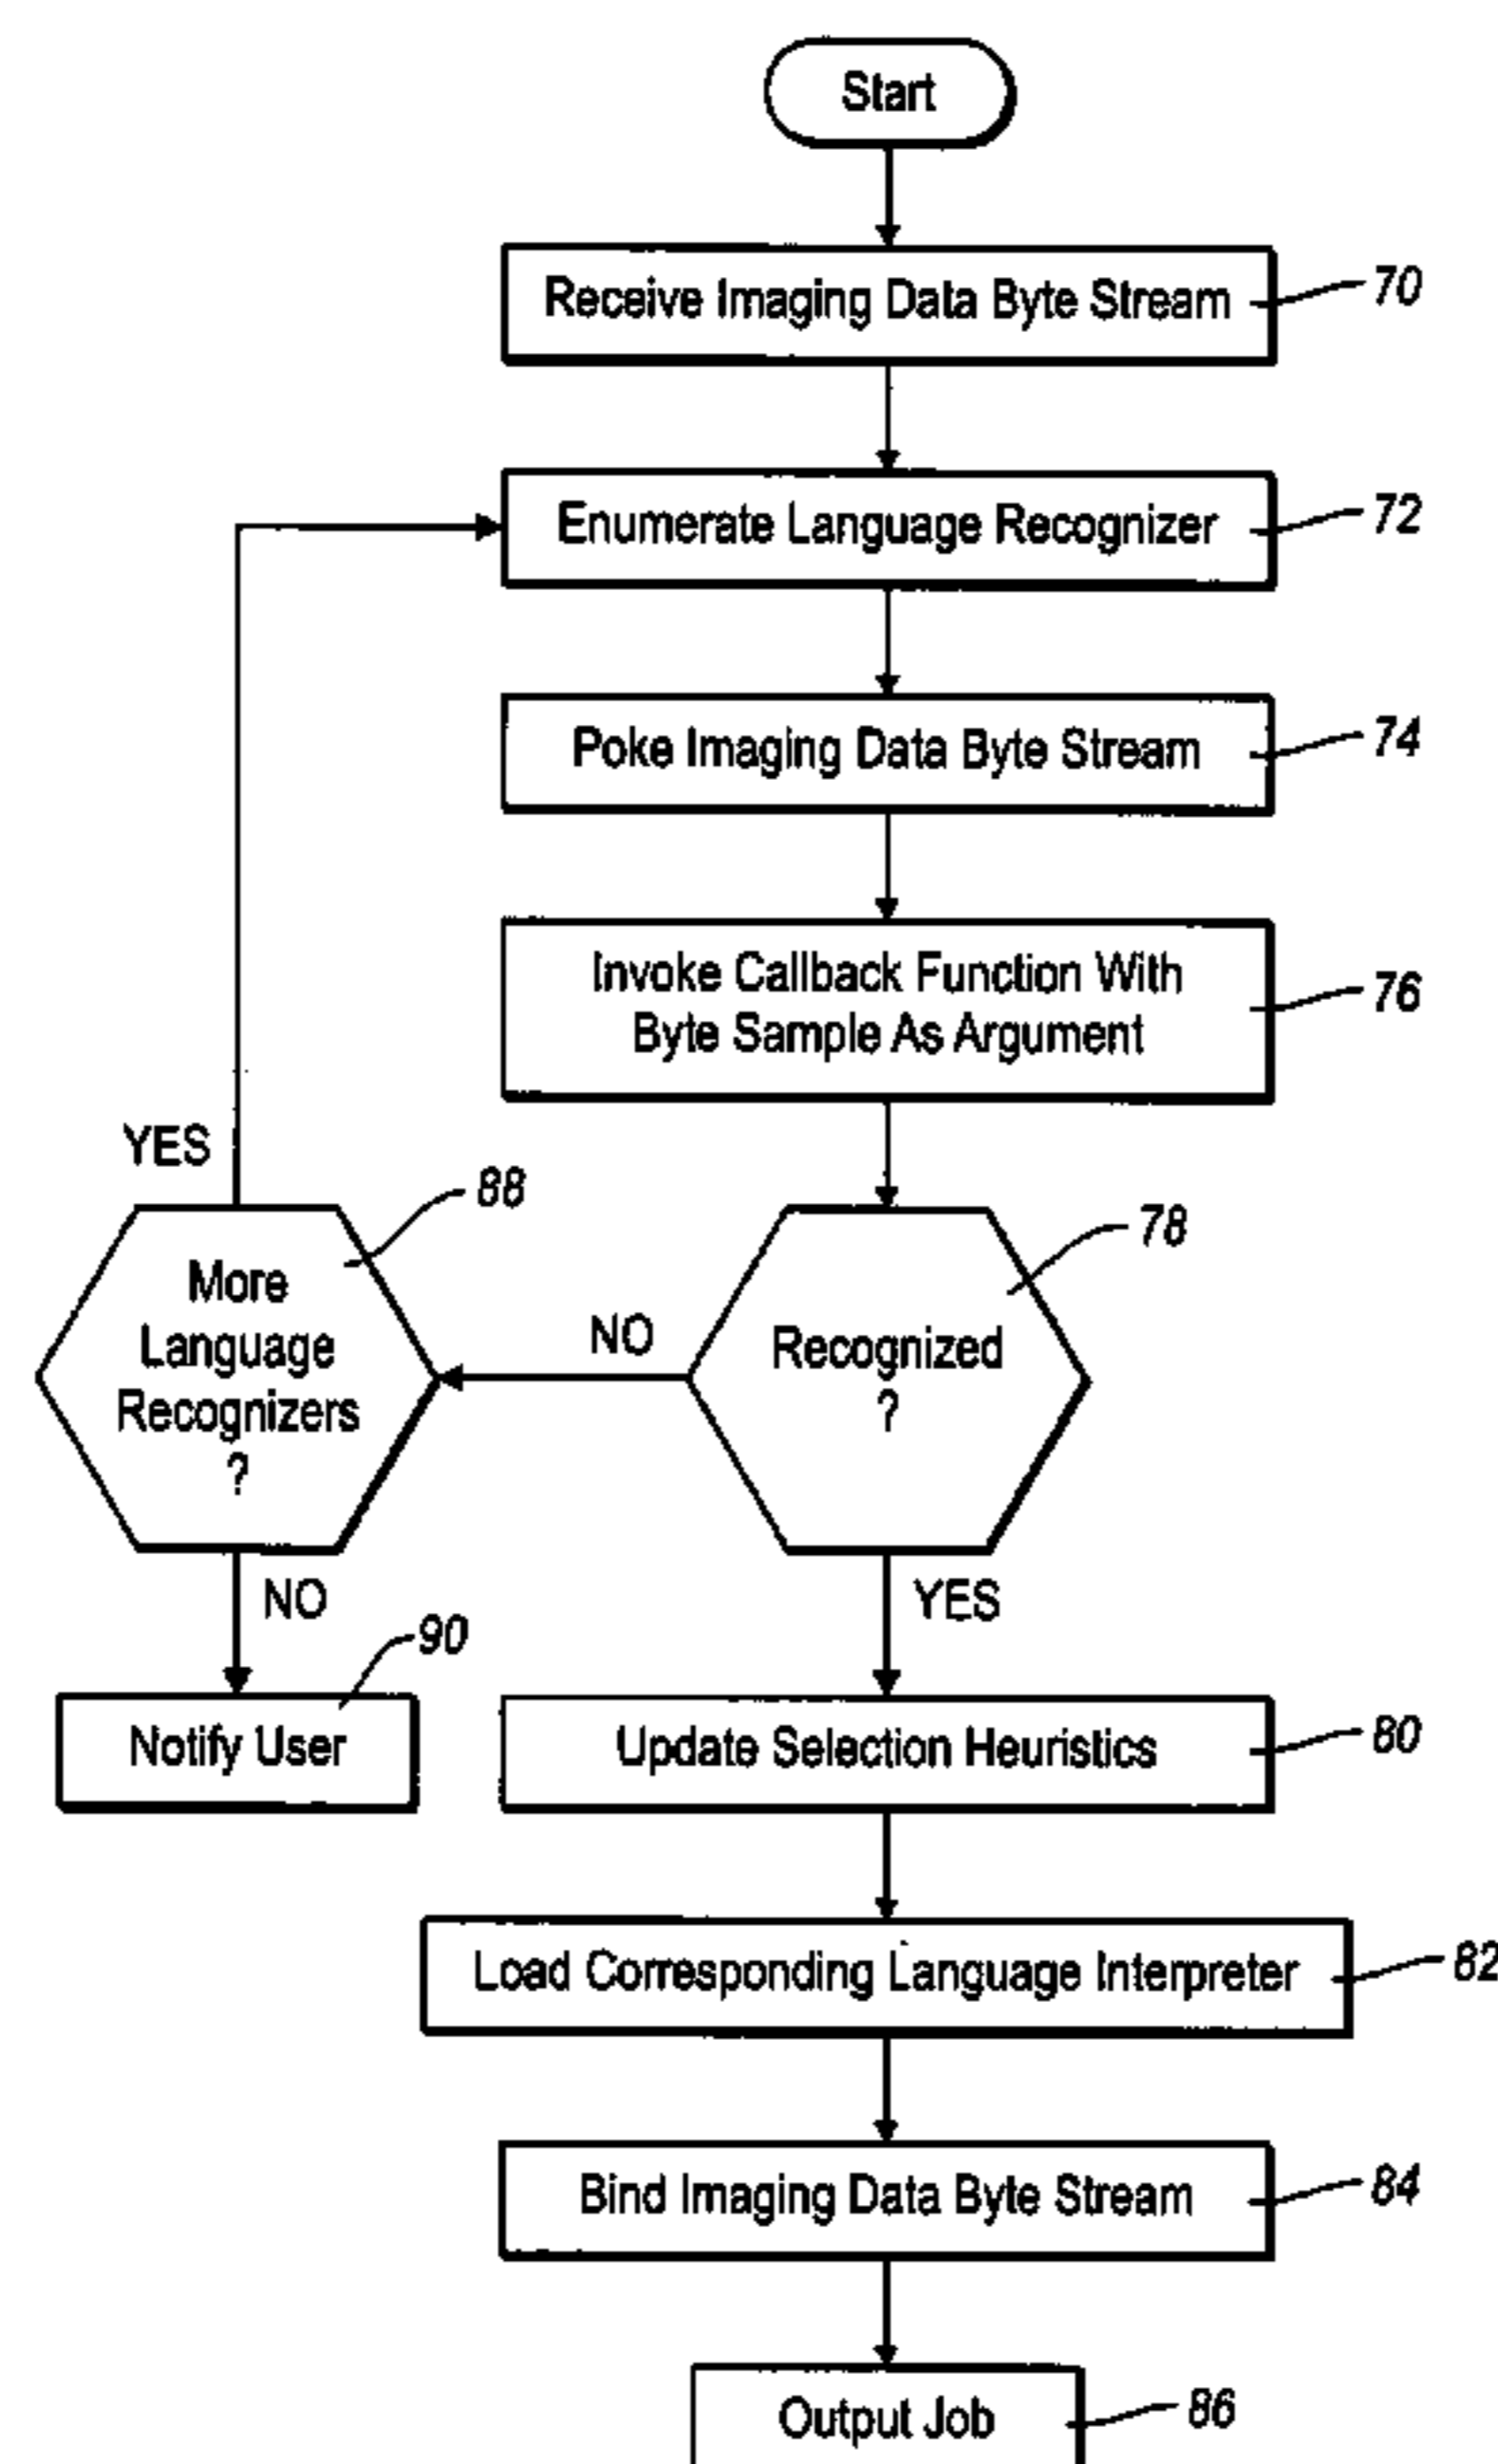 Start
Receive Imaging Data Byte Stream
70
Enumerate Language Recognizer
72
Poke Imaging Data Byte Stream
74
Invoke Callback Function With
Byte Sample As Argument
76
YES
88
More
Language
Recognizers
?
NO
78
Recognized
?
NO
90
Notify User
YES
Update Selection Heuristics
80
Load Corresponding Language Interpreter
82
Bind Imaging Data Byte Stream
84
Output Job
86